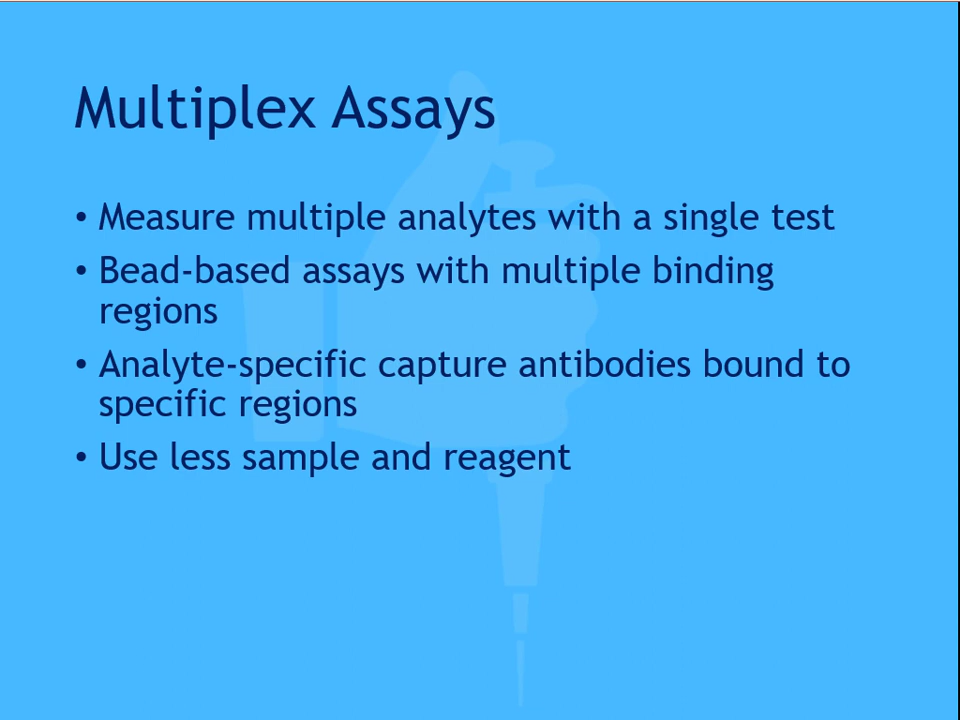 Multiplex Assays
• Measure multiple analytes with a single test
• Bead-based assays with multiple binding
regions
• Analyte-specific capture antibodies bound to
specific regions
• Use less sample and reagent